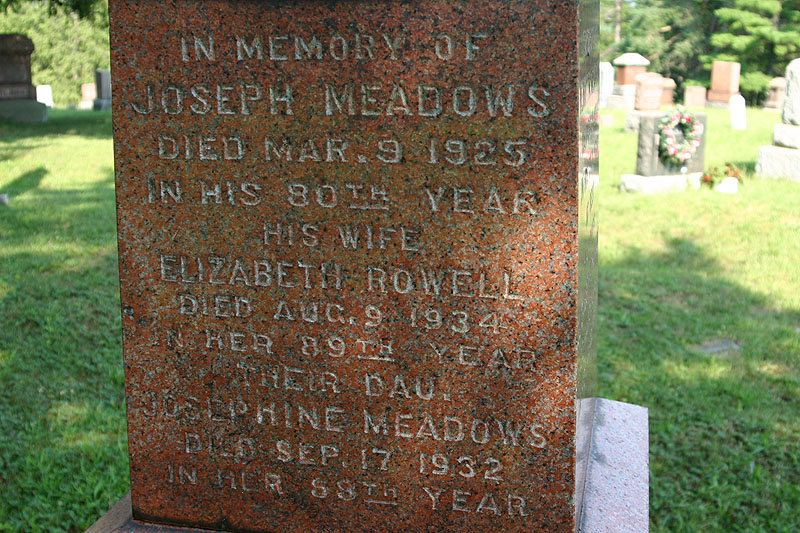 IN MEMORY OF
JOSEPH MEADOWS
DIED MAR. 9 1925
IN HIS 80TH YEAR
HIS WIFE
ELIZABETH ROWELL
DIED AUG. 9 1934
IN HER 89TH YEAR
THEIR DAU.
JOSEPHINE MEADOWS
DIED SEP. 17 1932
IN HER YEAR